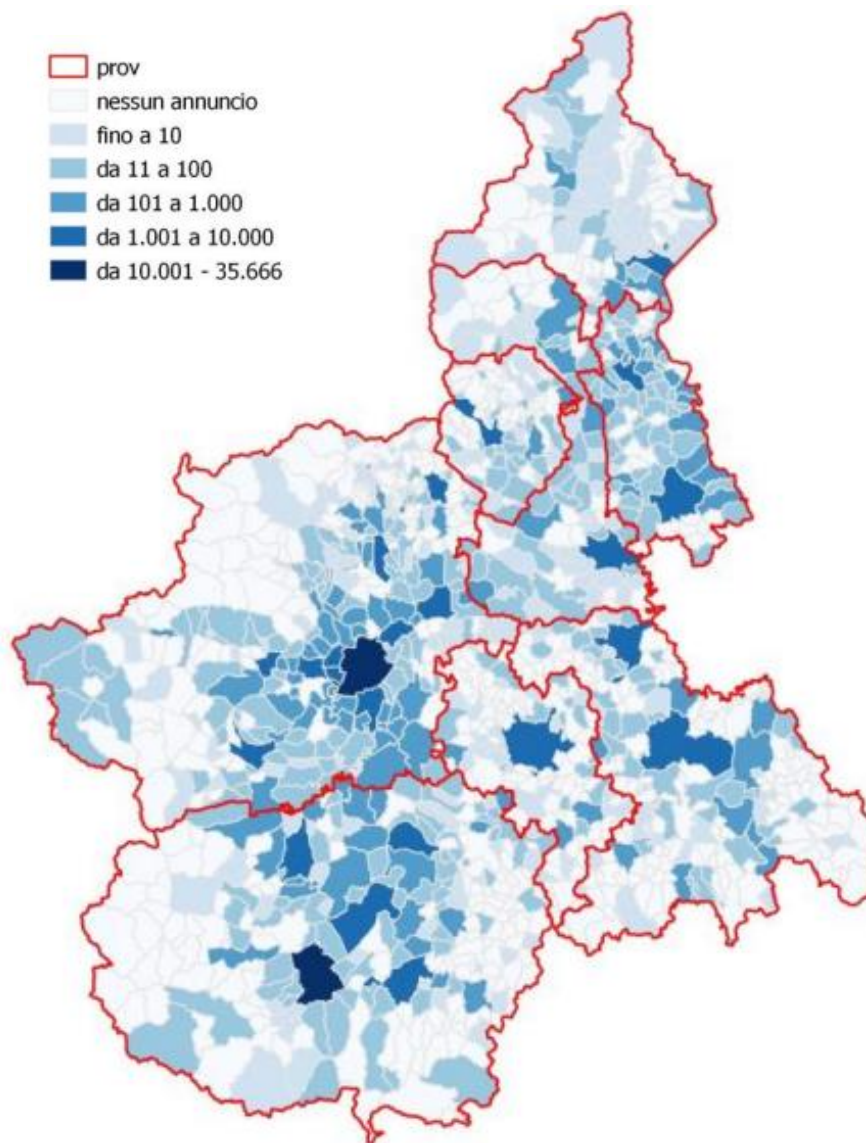 prov
nessun annuncio
fino a 10
da 11 a 100
da 101 a 1.000
da 1.001 a 10.000
da 10.001 - 35.666